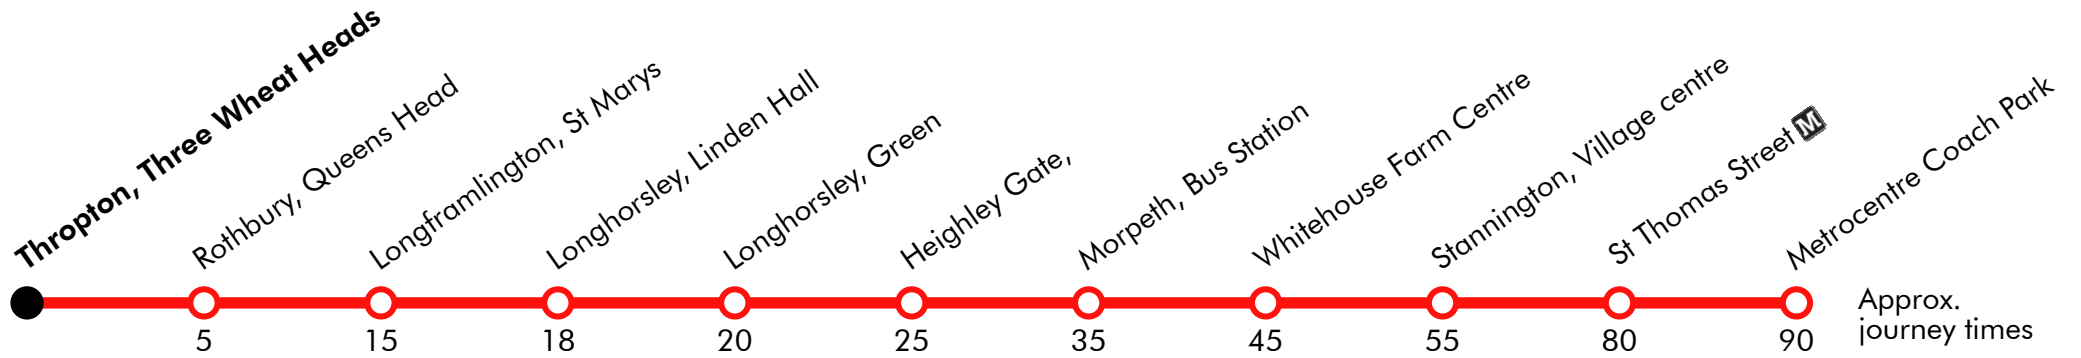 Thropton, Three Wheat Heads
Rothbury, Queens Head
Longframlington, St Marys
Longhorsley, Linden Hall
Longhorsley, Green
Heighley Gate,
Morpeth, Bus Station
Whitehouse Farm Centre
Stannington, Village centre
St Thomas Street M
Metrocentre Coach Park
5 15 18 20 25 35 45 55 80 90
Approx.
journey times